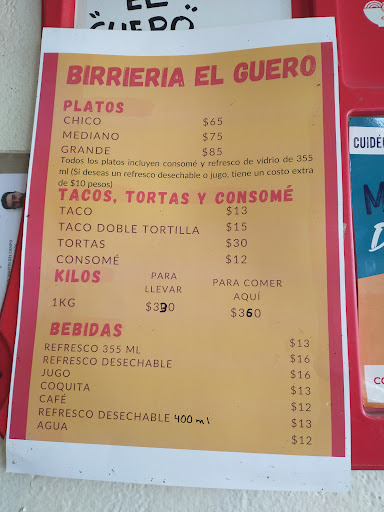 EL
GUERO
BIRRIERIA EL GUERO
PLATOS
CHICO $65
MEDIANO $75
GRANDE $85
Todos los platos incluyen consomé y refresco de vidrio de 355
ml (Si deseas un refresco desechable o jugo, tiene un costo extra
de $10 pesos)
TACOS, TORTAS Y CONSOMÉ
TACO $13
TACO DOBLE TORTILLA $15
TORTAS $30
CONSOMÉ $12
KILOS PARA LLEVAR PARA COMER AQUÍ
1KG $330 $360
BEBIDAS
REFRESCO 355 ML $13
REFRESCO DESECHABLE $16
JUGO $16
COQUITA $13
CAFÉ $12
REFRESCO DESECHABLE 400 ml $13
AGUA $12